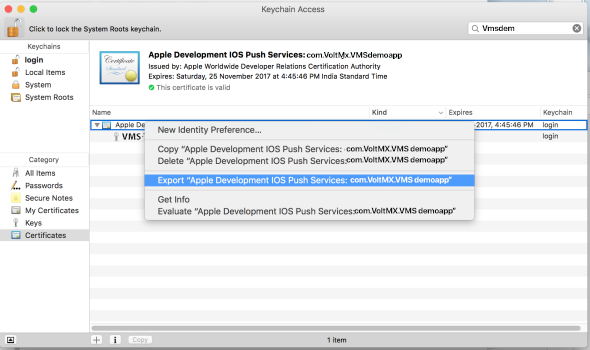 Keychain Access
Click to lock the System Roots keychain.
Vmsdem
Keychains
login
Local Items
System
System Roots
Apple Development IOS Push Services: com.VoltMX.VMSdemoapp
Issued by: Apple Worldwide Developer Relations Certification Authority
Expires: Saturday, 25 November 2017 at 4:45:46 PM India Standard Time
This certificate is valid
Name Kind Expires Keychain
Apple De -2017, 4:45:46 PM login
VMS login
New Identity Preference...
Copy “Apple Development IOS Push Services: com.VoltMX.VMS demoapp”
Delete “Apple Development IOS Push Services:com.VoltMX.VMS demoapp”
Export “Apple Development IOS Push Services: com.VoltMX.VMS demoapp”
Get Info
Evaluate “Apple Development IOS Push Services:com.VoltMX.VMS demoapp”
Category
All Items
Passwords
Secure Notes
My Certificates
Keys
Certificates
Copy
1 item